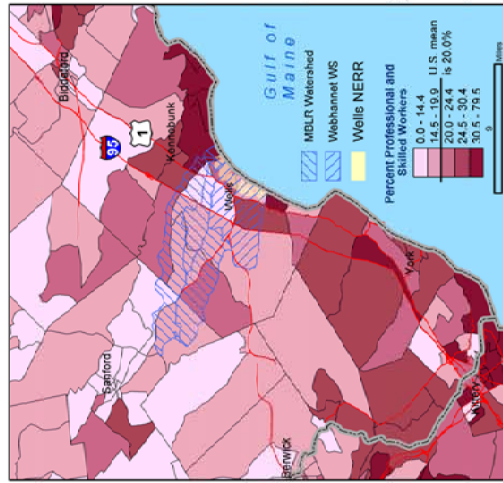 Biddeford
95
1
Kennebunk
Sanford
Wells
Berwick
York
Kittery
Gulf of
Maine
MBLR Watershed
Webhannet WS
Wells NERR
Percent Professional and
Skilled Workers
0.0 - 14.4
14.5 - 19.9
U.S. mean
is 20.0%
20.0 - 24.4
24.5 - 30.4
30.5 - 79.5
9
Miles